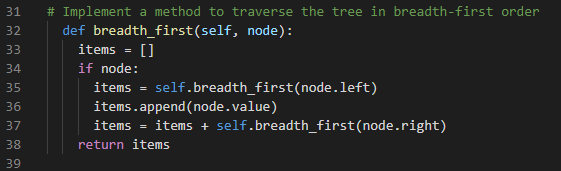 31 # Implement a method to traverse the tree in breadth-first order
32 def breadth_first(self, node):
33 items = []
34 if node:
35 items = self.breadth_first(node.left)
36 items.append(node.value)
37 items = items + self.breadth_first(node.right)
38 return items
39